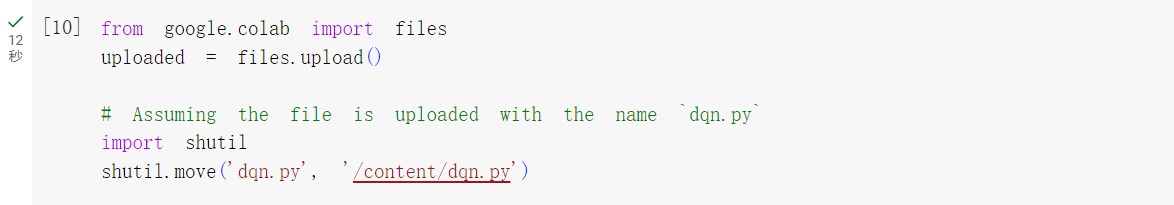 [10] from google.colab import files
12
秒
uploaded = files.upload()
# Assuming the file is uploaded with the name `dqn.py`
import shutil
shutil.move('dqn.py', '/content/dqn.py')